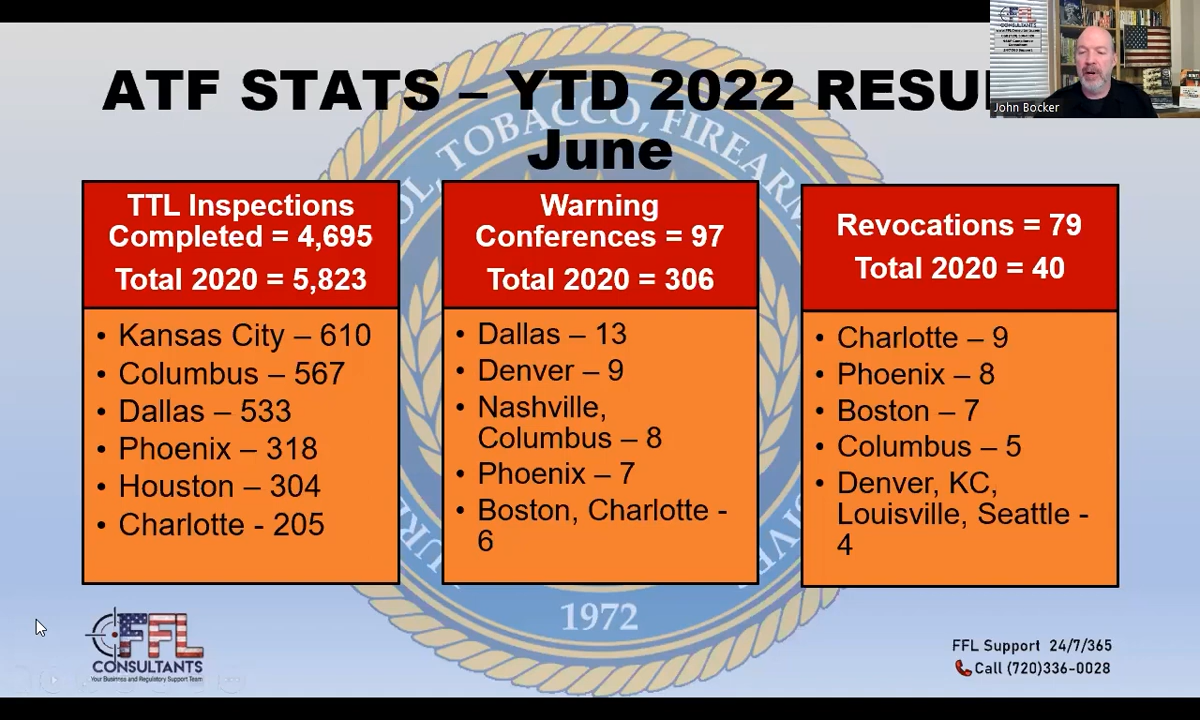 ATF STATS – YTD 2022 RESU
June
John Bocker
FFL
CONSULTANTS
TOBACCO, FIREARM
TTL Inspections
Completed = 4,695
Total 2020 = 5,823
• Kansas City – 610
• Columbus – 567
• Dallas – 533
• Phoenix – 318
• Houston – 304
• Charlotte - 205
Warning
Conferences = 97
Total 2020 = 306
• Dallas – 13
• Denver – 9
• Nashville,
Columbus – 8
• Phoenix – 7
• Boston, Charlotte -
6
Revocations = 79
Total 2020 = 40
• Charlotte – 9
• Phoenix – 8
• Boston – 7
• Columbus – 5
• Denver, KC,
Louisville, Seattle -
4
1972
FFL
CONSULTANTS
Your Business and Regulatory Support Team
FFL Support 24/7/365
Call (720)336-0028